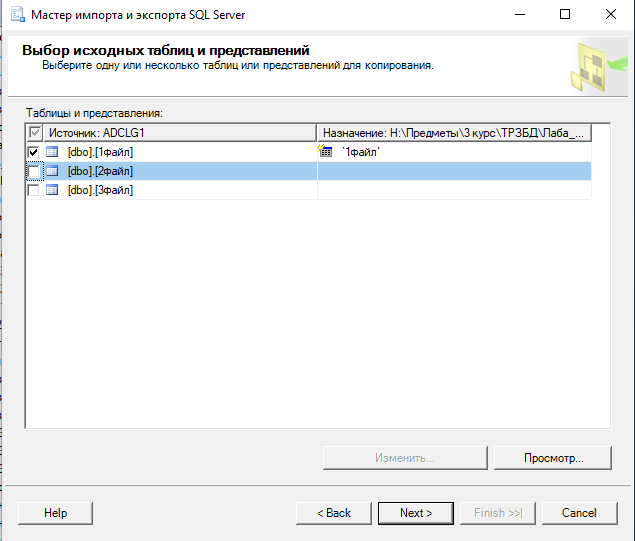 Мастер импорта и экспорта SQL Server
Выбор исходных таблиц и представлений
Выберите одну или несколько таблиц или представлений для копирования.
Таблицы и представления:
Источник: ADCLG1 Назначение: H:\Предметы\3 курс\ТРЗБД\Лаба_...
[dbo].[1Файл] `1Файл`
[dbo].[2Файл]
[dbo].[3Файл]
Изменить... Просмотр...
Help < Back Next > Finish >>| Cancel